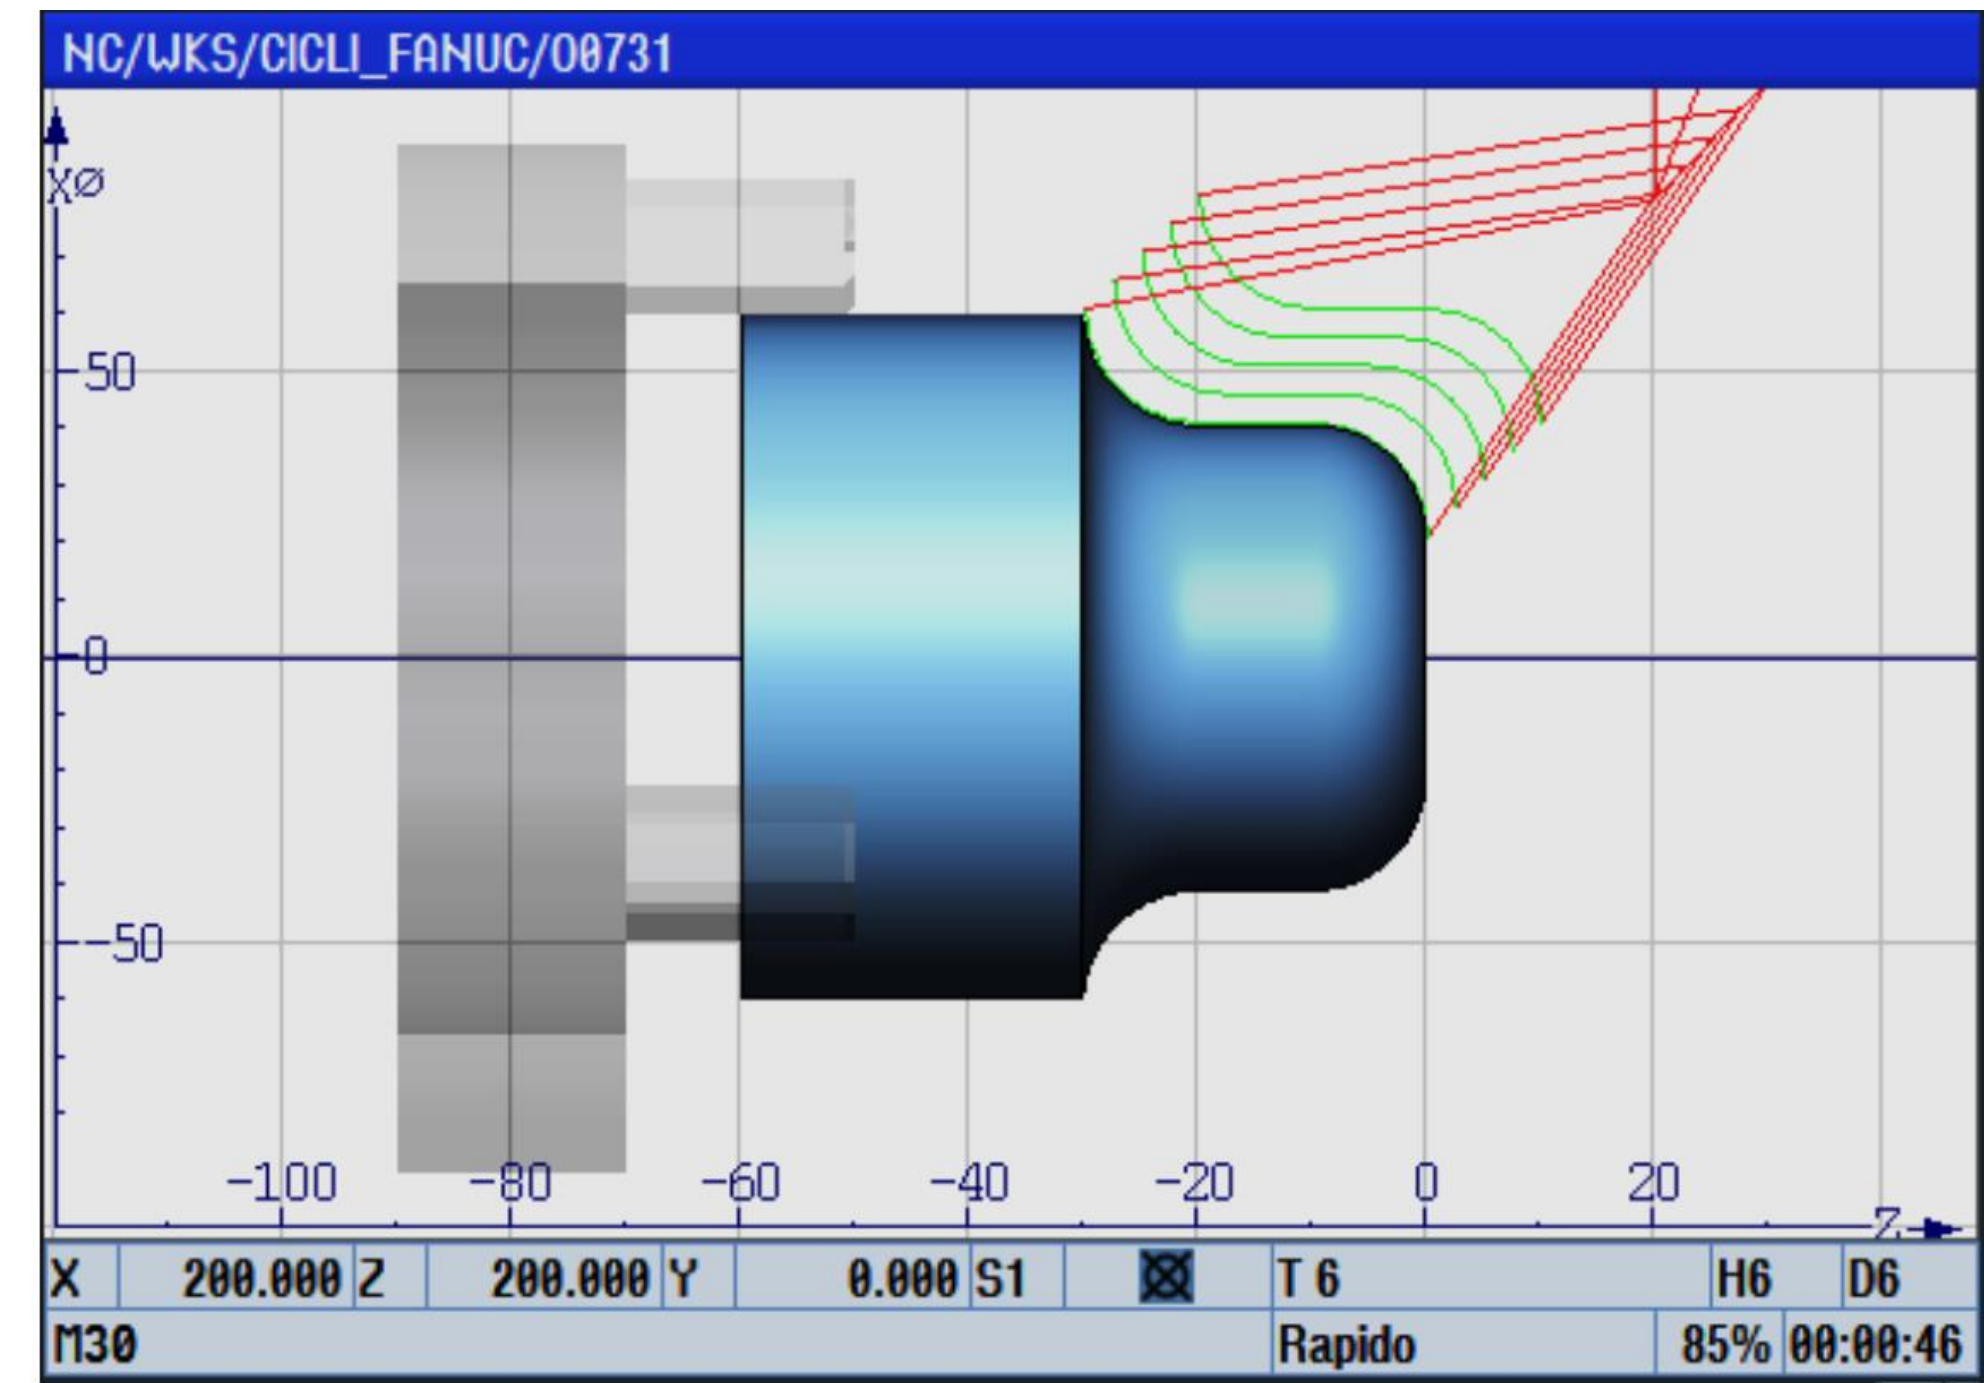 NC/WKS/CICLI_FANUC/O0731
XØ
50
0
-50
-100 -80 -60 -40 -20 0 20
Z
X 200.000 Z 200.000 Y 0.000 S1 T 6 H6 D6
M30 Rapido 85% 00:00:46